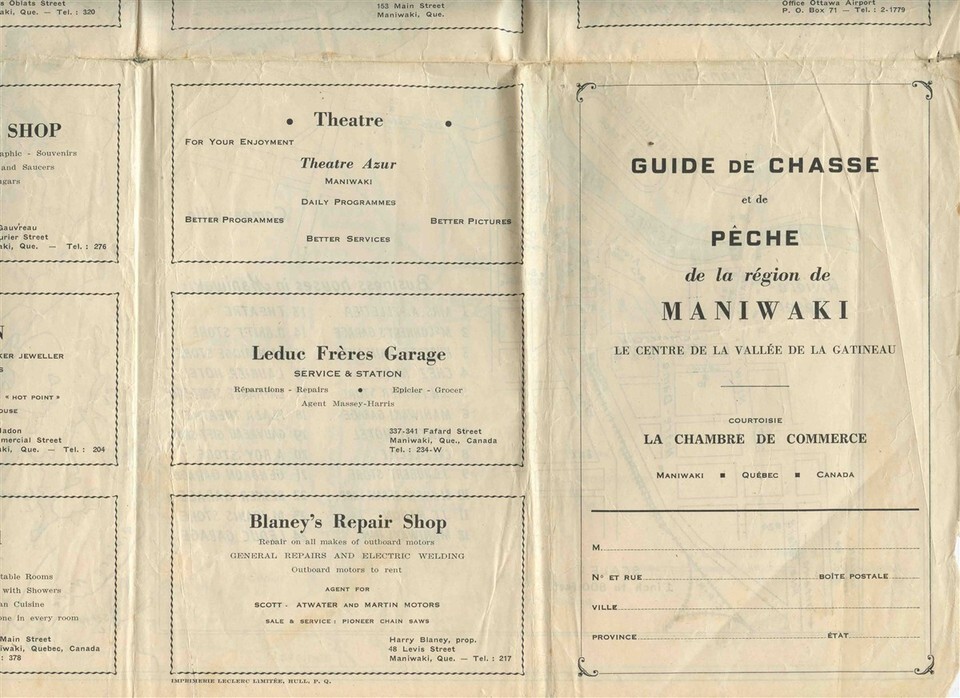 s Oblats Street
aki, Que. — Tel. : 320
153 Main Street
Maniwaki, Que.
Office Ottawa Airport
P. O. Box 71 — Tel. : 2-1779
SHOP
aphic - Souvenirs
and Saucers
gars
Gauvreau
urier Street
aki, Que. — Tel. : 276
N
KER JEWELLER
S
« HOT POINT »
OUSE
ladon
mmercial Street
ki, Que. — Tel. : 204
table Rooms
with Showers
an Cuisine
one in every room
Main Street
iwaki, Quebec, Canada
: 378
• Theatre •
For Your Enjoyment
Theatre Azur
Maniwaki
Daily Programmes
Better Programmes
Better Pictures
Better Services
Leduc Frères Garage
SERVICE & STATION
Réparations - Repairs • Epicier - Grocer
Agent Massey-Harris
337-341 Fafard Street
Maniwaki, Que., Canada
Tel. : 234-W
Blaney's Repair Shop
Repair on all makes of outboard motors
GENERAL REPAIRS AND ELECTRIC WELDING
Outboard motors to rent
AGENT FOR
SCOTT - ATWATER AND MARTIN MOTORS
SALE & SERVICE : PIONEER CHAIN SAWS
Harry Blaney, prop.
48 Levis Street
Maniwaki, Que. — Tel. : 217
IMPRIMERIE LECLERC LIMITÉE, HULL, P. Q.
GUIDE DE CHASSE
et de
PÊCHE
de la région de
MANIWAKI
LE CENTRE DE LA VALLÉE DE LA GATINEAU
COURTOISIE
LA CHAMBRE DE COMMERCE
Maniwaki ■ Québec ■ Canada
M.
No ET RUE BOÎTE POSTALE
VILLE
PROVINCE ÉTAT